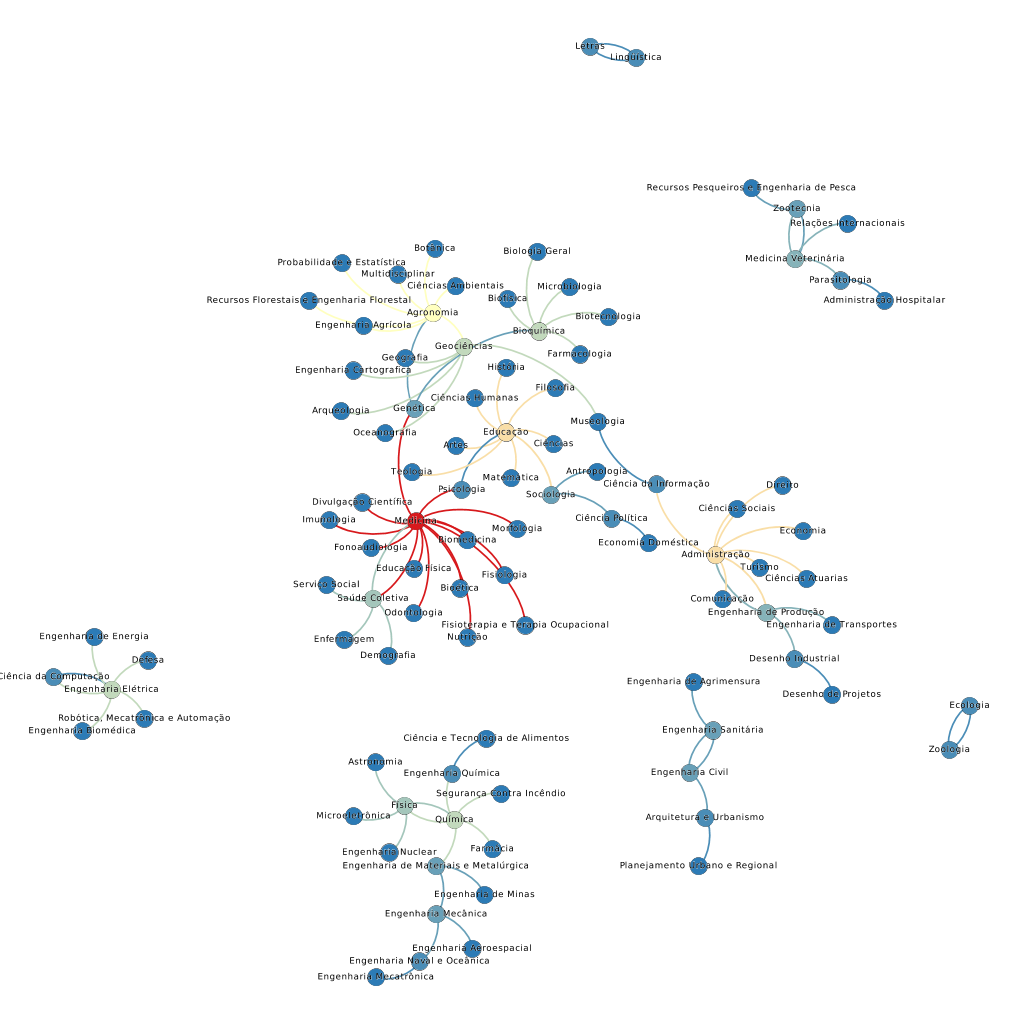 Letras
Lingüística
Recursos Pesqueiros e Engenharia de Pesca
Zootecnia
Relações Internacionais
Medicina Veterinária
Parasitologia
Administração Hospitalar
Botânica
Biologia Geral
Probabilidade e Estatística
Multidisciplinar
Ciências Ambientais
Microbiologia
Biofísica
Recursos Florestais e Engenharia Florestal
Agronomia
Biotecnologia
Engenharia Agrícola
Bioquímica
Geociências
Farmacologia
Geografia
História
Engenharia Cartográfica
Filosofia
Ciências Humanas
Arqueologia
Genética
Museologia
Oceanografia
Educação
Artes
Ciências
Teologia
Antropologia
Matemática
Ciência da Informação
Direito
Psicologia
Sociologia
Divulgação Científica
Ciências Sociais
Imunologia
Medicina
Ciência Política
Morfologia
Economia
Biomedicina
Economia Doméstica
Fonoaudiologia
Administração
Educação Física
Turismo
Fisiologia
Ciências Atuarias
Serviço Social
Bioética
Saúde Coletiva
Comunicação
Odontologia
Engenharia de Produção
Fisioterapia e Terapia Ocupacional
Engenharia de Transportes
Enfermagem
Nutrição
Engenharia de Energia
Demografia
Defesa
Desenho Industrial
Ciência da Computação
Engenharia de Agrimensura
Engenharia Elétrica
Desenho de Projetos
Ecologia
Robótica, Mecatrônica e Automação
Engenharia Biomédica
Engenharia Sanitária
Ciência e Tecnologia de Alimentos
Zoologia
Astronomia
Engenharia Química
Engenharia Civil
Segurança Contra Incêndio
Física
Microeletrônica
Química
Arquitetura e Urbanismo
Engenharia Nuclear
Farmácia
Engenharia de Materiais e Metalúrgica
Planejamento Urbano e Regional
Engenharia de Minas
Engenharia Mecânica
Engenharia Aeroespacial
Engenharia Naval e Oceânica
Engenharia Mecatrônica